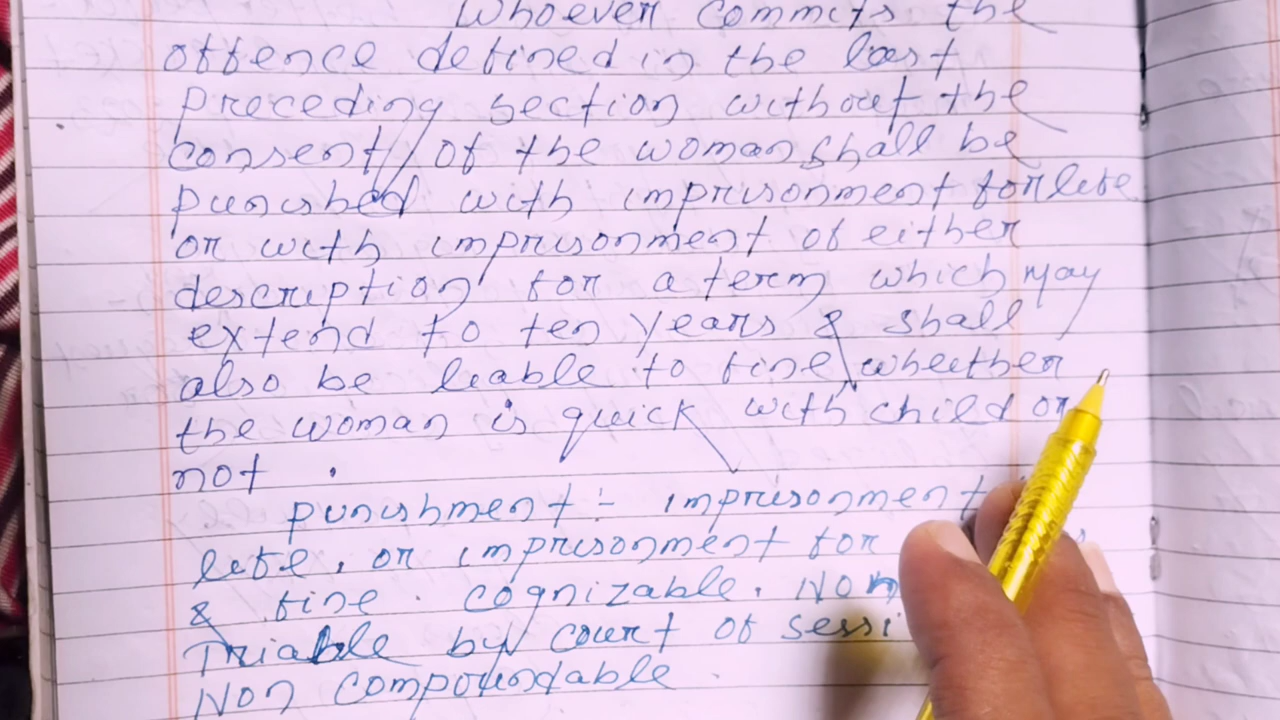 Whoever commits the
offence defined in the last
preceding section without the
consent of the woman shall be
punished with imprisonment for life
or with imprisonment of either
description for a term which may
extend to ten years & shall
also be liable to fine wheether
the woman is quick with child or
not .
punishment :- imprisonment
life, or imprisonment for
& fine . cognizable. Non
Triable by court of sessi
Non compoundable .